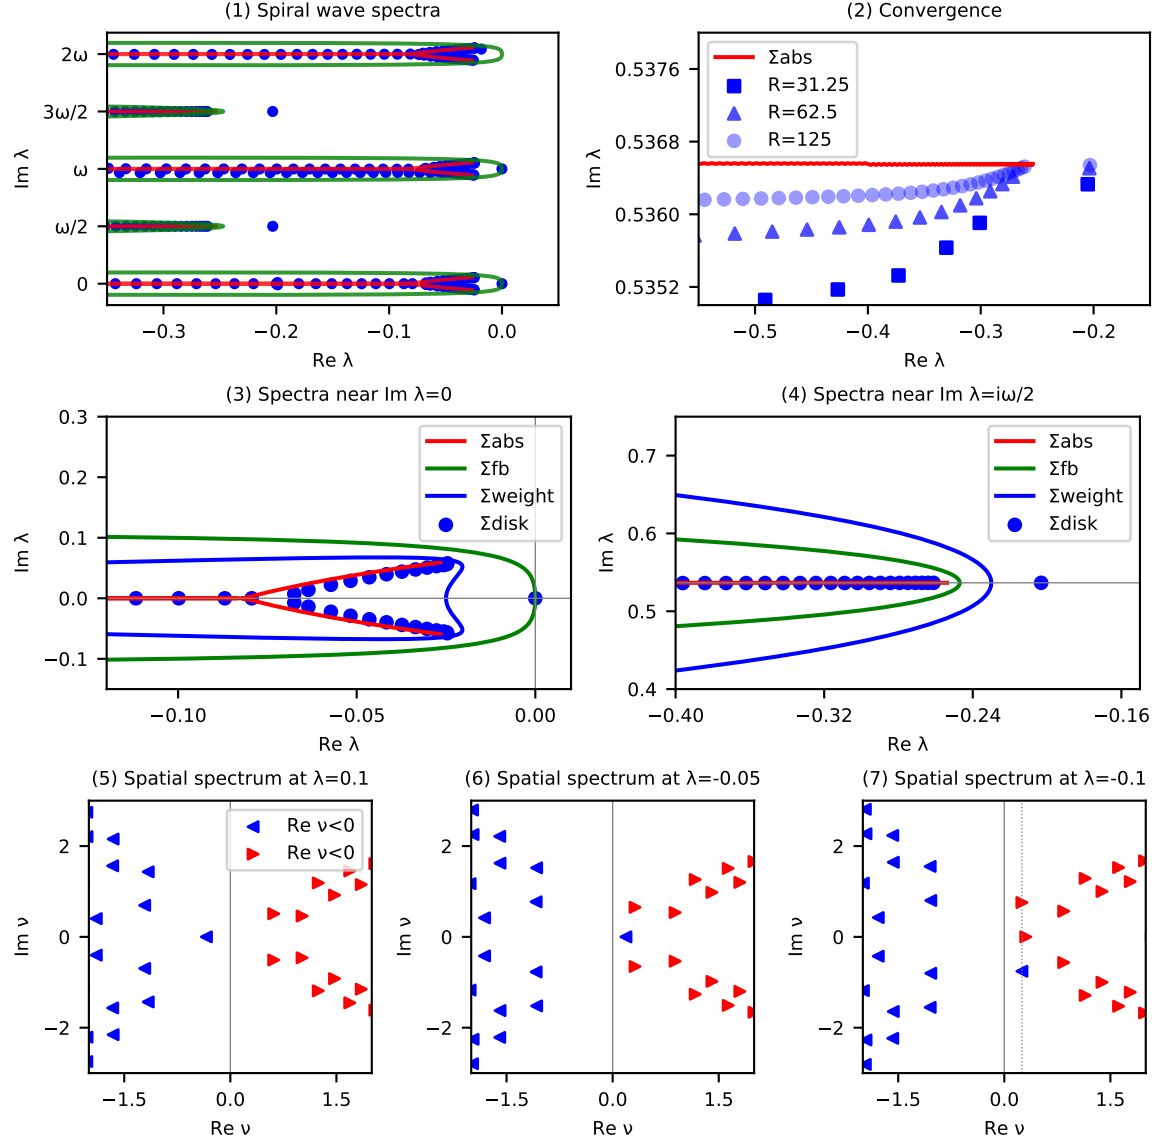 (1) Spiral wave spectra
2ω
3ω/2
ω
ω/2
0
Im λ
−0.3
−0.2
−0.1
0.0
Re λ
(2) Convergence
Σabs
R=31.25
R=62.5
R=125
0.5376
0.5368
0.5360
0.5352
Im λ
−0.5
−0.4
−0.3
−0.2
Re λ
(3) Spectra near Im λ=0
Σabs
Σfb
Σweight
Σdisk
0.3
0.2
0.1
0.0
−0.1
Im λ
−0.10
−0.05
0.00
Re λ
(4) Spectra near Im λ=iω/2
Σabs
Σfb
Σweight
Σdisk
0.7
0.6
0.5
0.4
Im λ
−0.40
−0.32
−0.24
−0.16
Re λ
(5) Spatial spectrum at λ=0.1
Re ν<0
Re ν<0
2
0
−2
Im ν
−1.5
0.0
1.5
Re ν
(6) Spatial spectrum at λ=-0.05
2
0
−2
Im ν
−1.5
0.0
1.5
Re ν
(7) Spatial spectrum at λ=-0.1
2
0
−2
Im ν
−1.5
0.0
1.5
Re ν